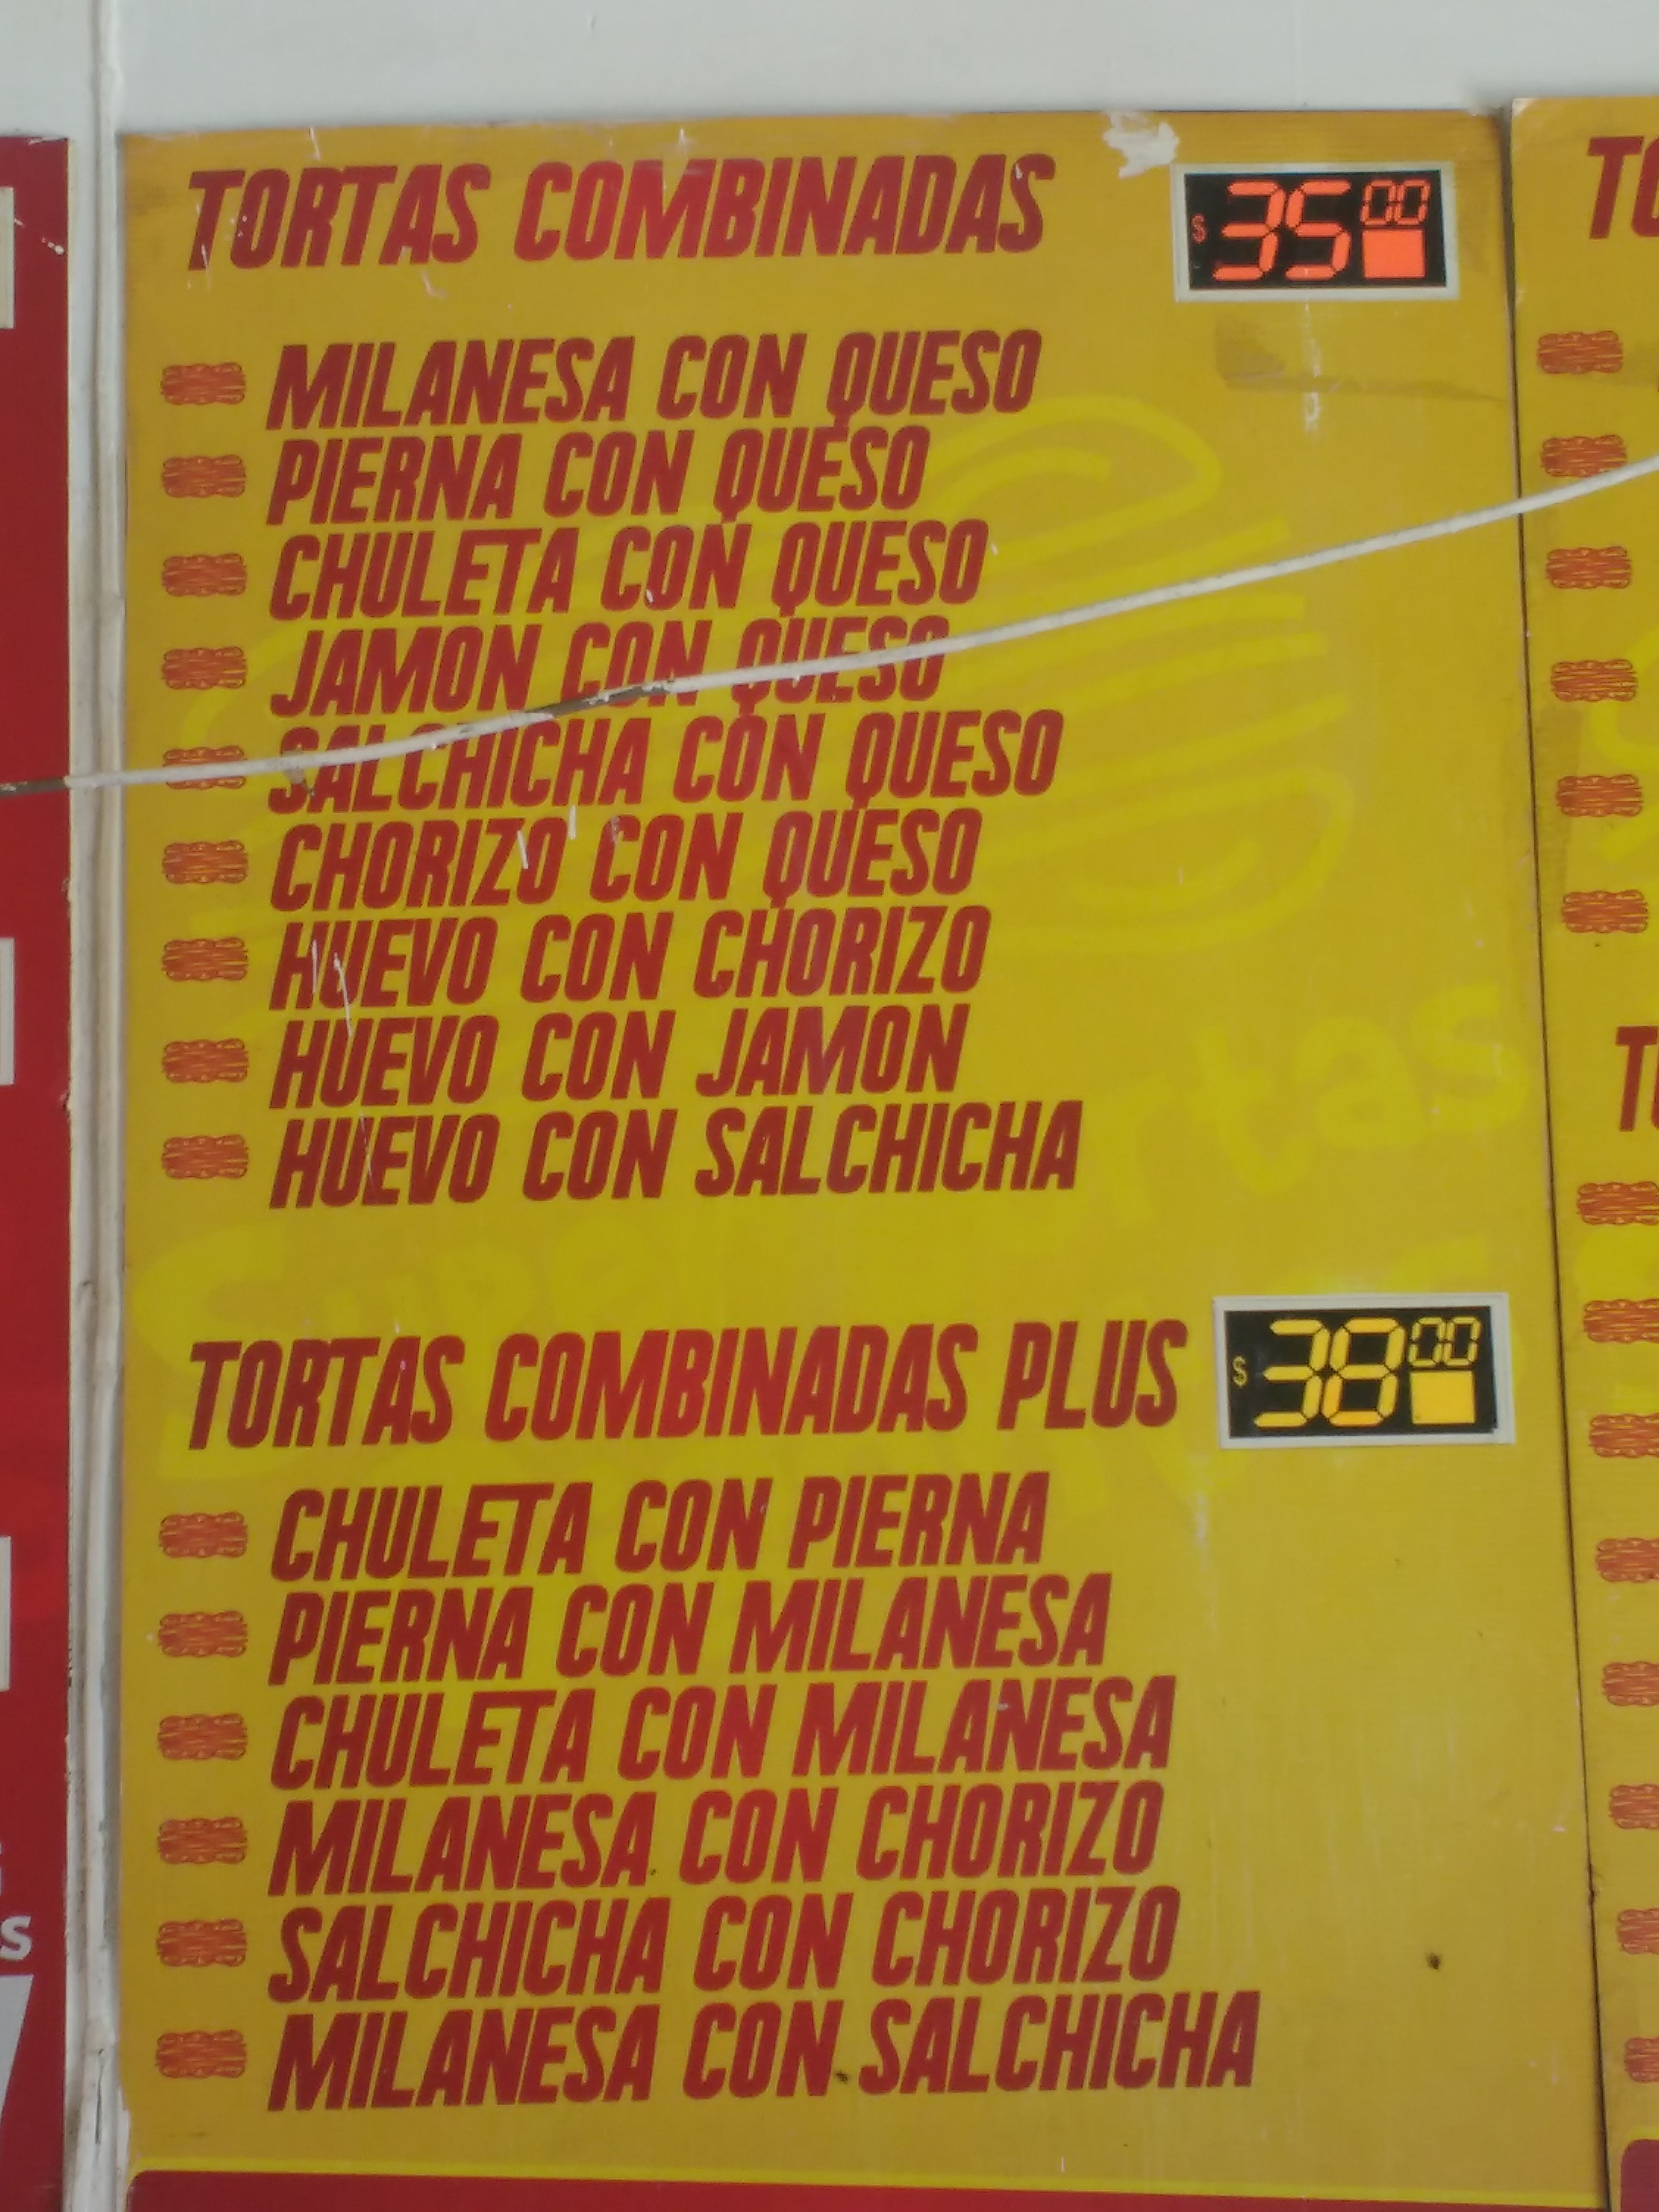 TORTAS COMBINADAS $35.00
MILANESA CON QUESO
PIERNA CON QUESO
CHULETA CON QUESO
JAMON CON QUESO
SALCHICHA CON QUESO
CHORIZO CON QUESO
HUEVO CON CHORIZO
HUEVO CON JAMON
HUEVO CON SALCHICHA
TORTAS COMBINADAS PLUS $38.00
CHULETA CON PIERNA
PIERNA CON MILANESA
CHULETA CON MILANESA
MILANESA CON CHORIZO
SALCHICHA CON CHORIZO
MILANESA CON SALCHICHA